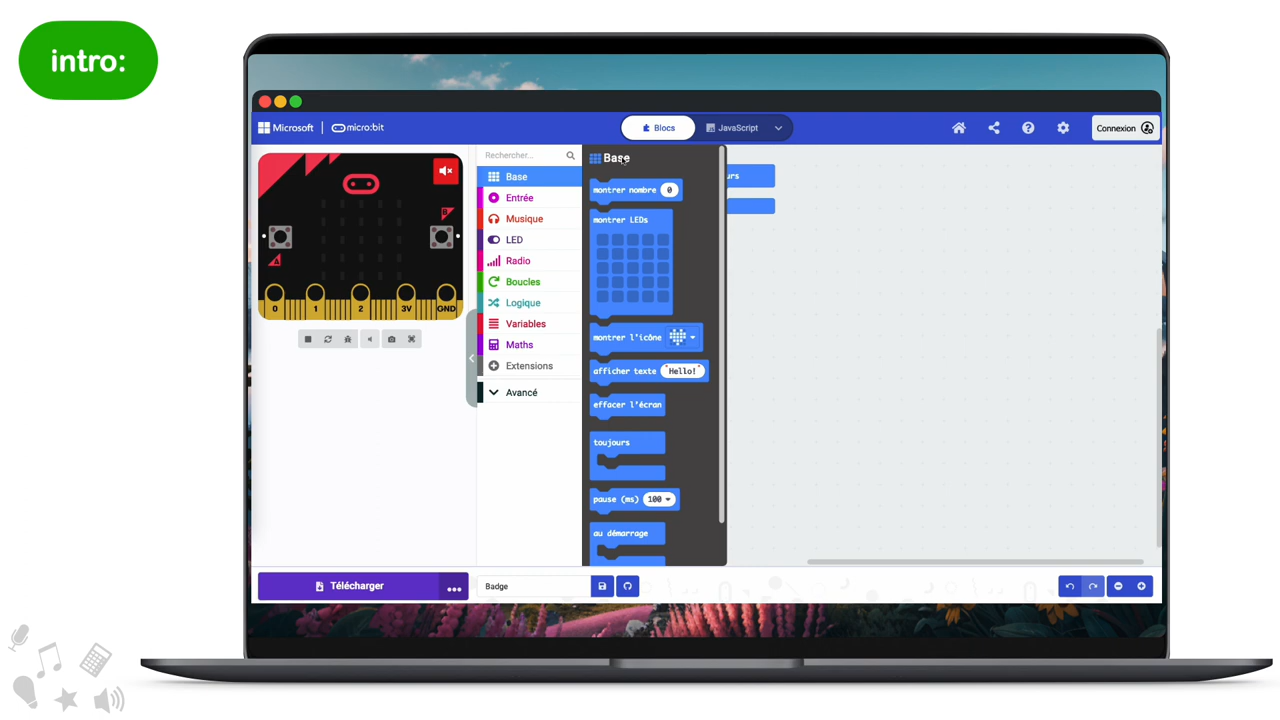 intro:
Microsoft
micro:bit
Blocs
JavaScript
Connexion
Rechercher...
Base
Entrée
Musique
LED
Radio
Boucles
Logique
Variables
Maths
Extensions
Avancé
Base
montrer nombre 0
montrer LEDs
montrer l'icône
afficher texte "Hello!"
effacer l'écran
toujours
pause (ms) 100
au démarrage
urs
A
B
0 1 2 3V GND
Télécharger
...
Badge